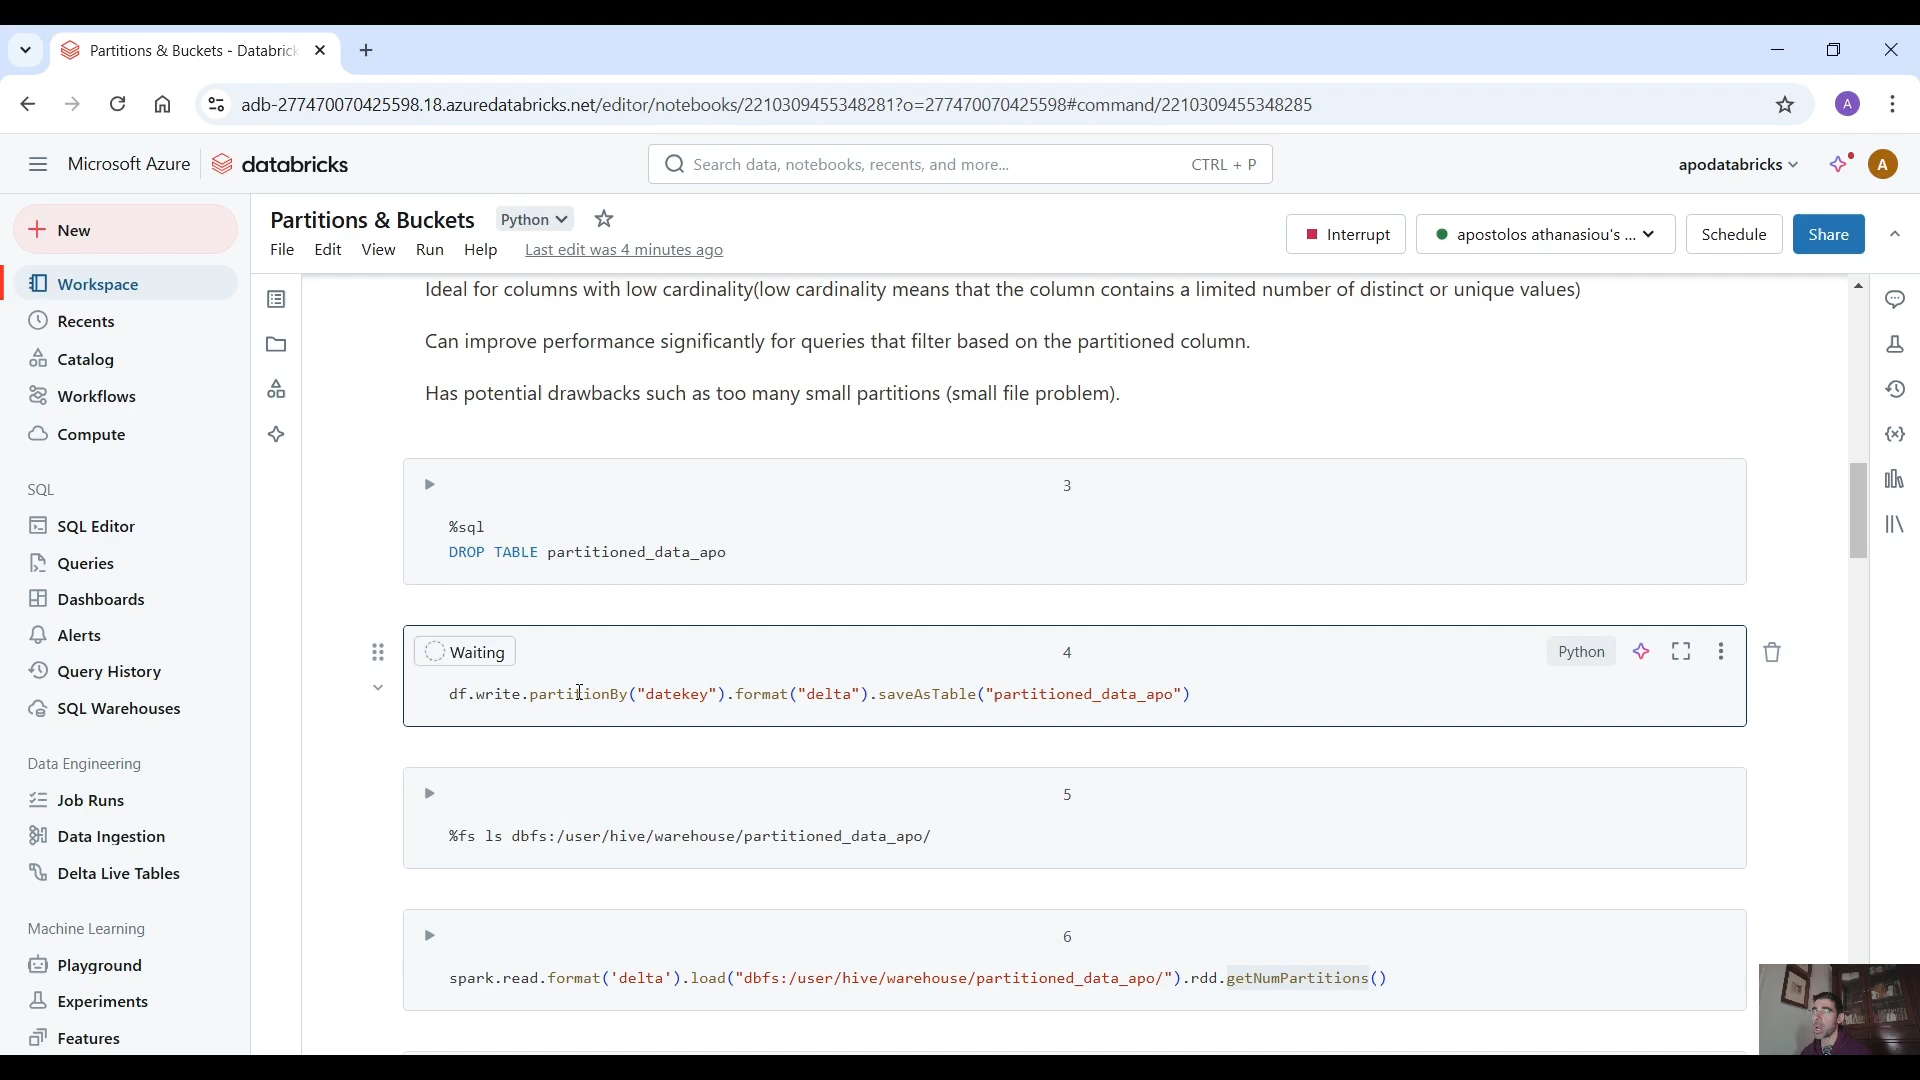 Partitions & Buckets - Databric
adb-277470070425598.18.azuredatabricks.net/editor/notebooks/2210309455348281?o=277470070425598#command/2210309455348285
A
Microsoft Azure
databricks
Search data, notebooks, recents, and more...
CTRL + P
apodatabricks
A
New
Partitions & Buckets
Python
File
Edit
View
Run
Help
Last edit was 4 minutes ago
Interrupt
apostolos athanasiou's ...
Schedule
Share
Workspace
Recents
Catalog
Workflows
Compute
SQL
SQL Editor
Queries
Dashboards
Alerts
Query History
SQL Warehouses
Data Engineering
Job Runs
Data Ingestion
Delta Live Tables
Machine Learning
Playground
Experiments
Features
Ideal for columns with low cardinality(low cardinality means that the column contains a limited number of distinct or unique values)
Can improve performance significantly for queries that filter based on the partitioned column.
Has potential drawbacks such as too many small partitions (small file problem).
3
%sql
DROP TABLE partitioned_data_apo
Waiting
4
Python
df.write.partitionBy("datekey").format("delta").saveAsTable("partitioned_data_apo")
5
%fs ls dbfs:/user/hive/warehouse/partitioned_data_apo/
6
spark.read.format('delta').load("dbfs:/user/hive/warehouse/partitioned_data_apo/").rdd.getNumPartitions()